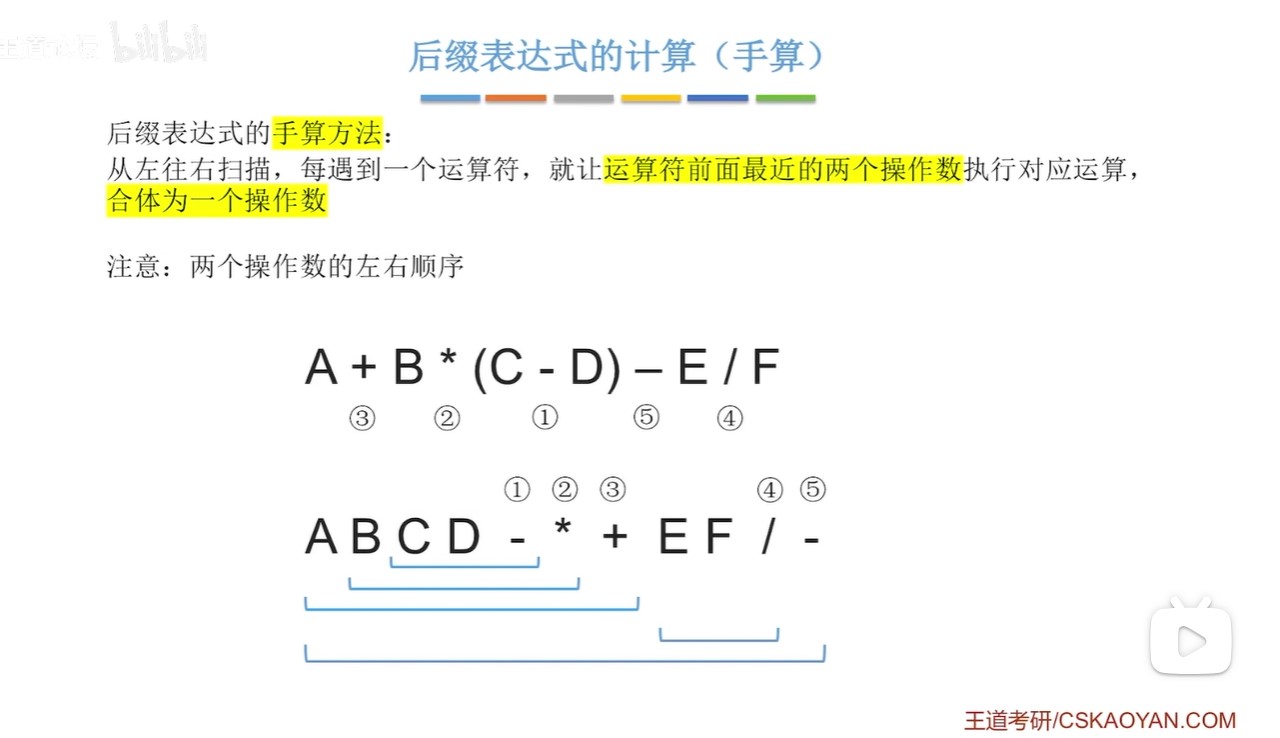 王道论坛 bilibili
后缀表达式的计算（手算）
后缀表达式的手算方法：
从左往右扫描，每遇到一个运算符，就让运算符前面最近的两个操作数执行对应运算，
合体为一个操作数
注意：两个操作数的左右顺序
A + B * (C - D) – E / F
③ ② ① ⑤ ④
① ② ③ ④ ⑤
A B C D - * + E F / -
王道考研/CSKAOYAN.COM